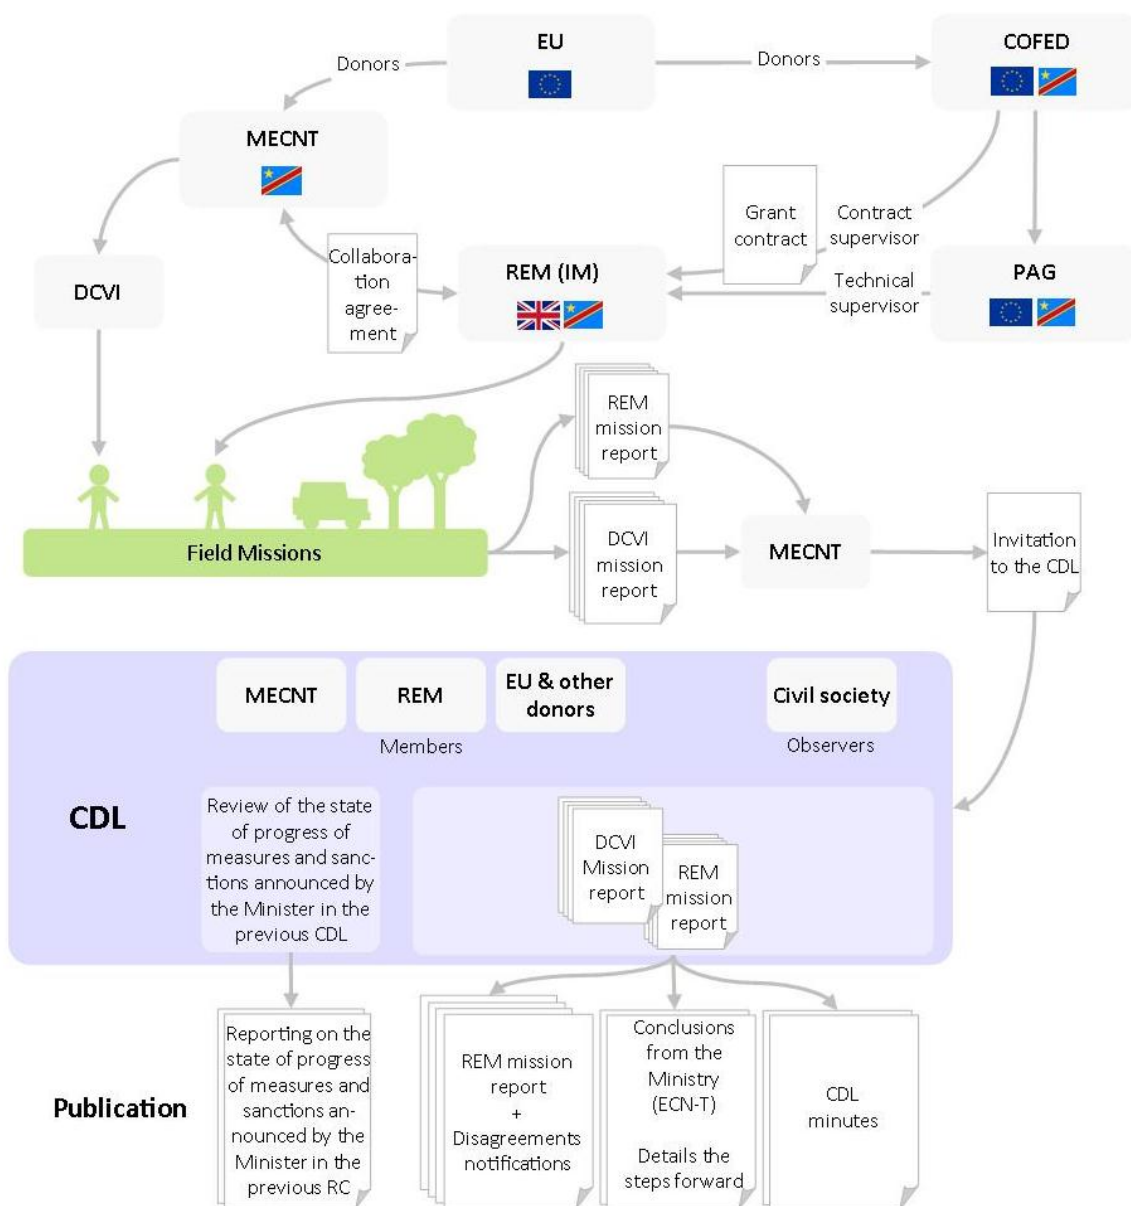 EU
COFED
Donors
Donors
MECNT
Grant
contract
Contract
supervisor
Collabora-
tion
agree-
ment
DCVI
REM (IM)
Technical
supervisor
PAG
REM
mission
report
Field Missions
DCVI
mission
report
MECNT
Invitation
to the CDL
MECNT
REM
EU & other
donors
Civil society
Members
Observers
CDL
Review of the state
of progress of
measures and sanc-
tions announced by
the Minister in the
previous CDL
DCVI
Mission
report
REM
mission
report
Publication
Reporting on the
state of progress
of measures and
sanctions an-
nounced by the
Minister in the
previous RC
REM mission
report
+
Disagreements
notifications
Conclusions
from the
Ministry
(ECN-T)
Details the
steps forward
CDL
minutes